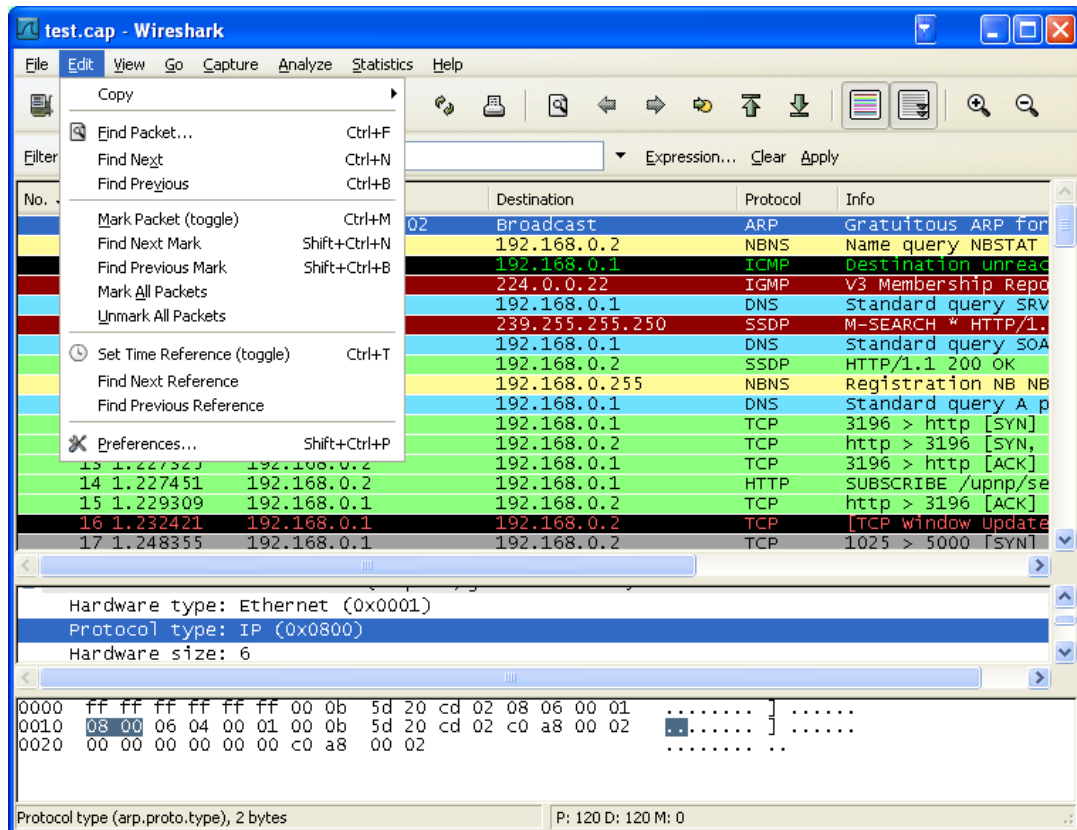 test.cap - Wireshark
File Edit View Go Capture Analyze Statistics Help
Copy
Find Packet... Ctrl+F
Filter Find Next Ctrl+N Expression... Clear Apply
Find Previous Ctrl+B
No. Destination Protocol Info
Mark Packet (toggle) Ctrl+M 02 Broadcast ARP Gratuitous ARP for
Find Next Mark Shift+Ctrl+N 192.168.0.2 NBNS Name query NBSTAT
Find Previous Mark Shift+Ctrl+B 192.168.0.1 ICMP Destination unreac
Mark All Packets 224.0.0.22 IGMP V3 Membership Repo
Unmark All Packets 192.168.0.1 DNS Standard query SRV
239.255.255.250 SSDP M-SEARCH * HTTP/1.
Set Time Reference (toggle) Ctrl+T 192.168.0.1 DNS Standard query SOA
192.168.0.2 SSDP HTTP/1.1 200 OK
Find Next Reference 192.168.0.255 NBNS Registration NB NB
Find Previous Reference 192.168.0.1 DNS Standard query A p
192.168.0.1 TCP 3196 > http [SYN]
Preferences... Shift+Ctrl+P 192.168.0.2 TCP http > 3196 [SYN,
13 1.227325 192.168.0.2 192.168.0.1 TCP 3196 > http [ACK]
14 1.227451 192.168.0.2 192.168.0.1 HTTP SUBSCRIBE /upnp/se
15 1.229309 192.168.0.1 192.168.0.2 TCP http > 3196 [ACK]
16 1.232421 192.168.0.1 192.168.0.2 TCP [TCP Window Update
17 1.248355 192.168.0.1 192.168.0.2 TCP 1025 > 5000 [SYN]
Hardware type: Ethernet (0x0001)
Protocol type: IP (0x0800)
Hardware size: 6
0000 ff ff ff ff ff ff 00 0b 5d 20 cd 02 08 06 00 01 ........ ] ......
0010 08 00 06 04 00 01 00 0b 5d 20 cd 02 c0 a8 00 02 ........ ] ......
0020 00 00 00 00 00 00 c0 a8 00 02 ........ ..
Protocol type (arp.proto.type), 2 bytes P: 120 D: 120 M: 0